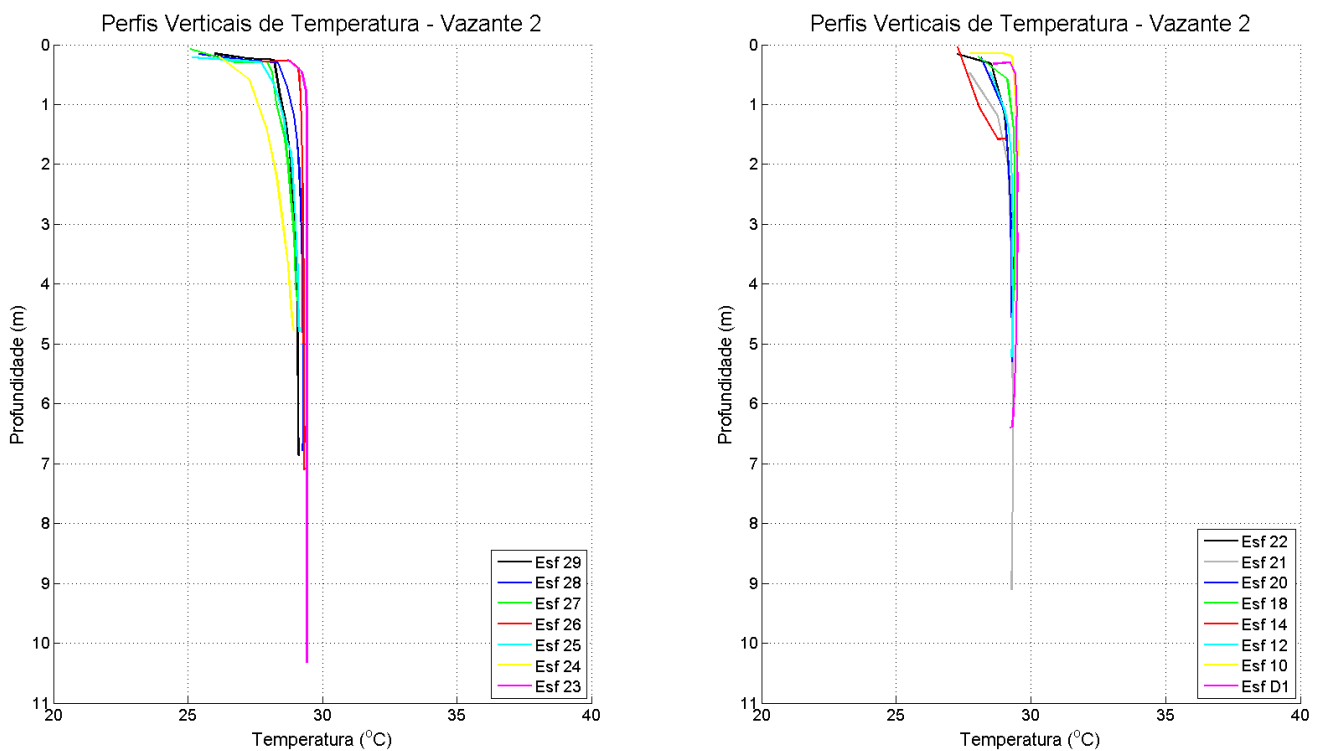 Perfis Verticais de Temperatura - Vazante 2
0
1
2
3
4
5
6
7
8
9
10
11
20
25
30
35
40
Profundidade (m)
Temperatura (°C)
Esf 29
Esf 28
Esf 27
Esf 26
Esf 25
Esf 24
Esf 23
Perfis Verticais de Temperatura - Vazante 2
0
1
2
3
4
5
6
7
8
9
10
11
20
25
30
35
40
Profundidade (m)
Temperatura (°C)
Esf 22
Esf 21
Esf 20
Esf 18
Esf 14
Esf 12
Esf 10
Esf D1